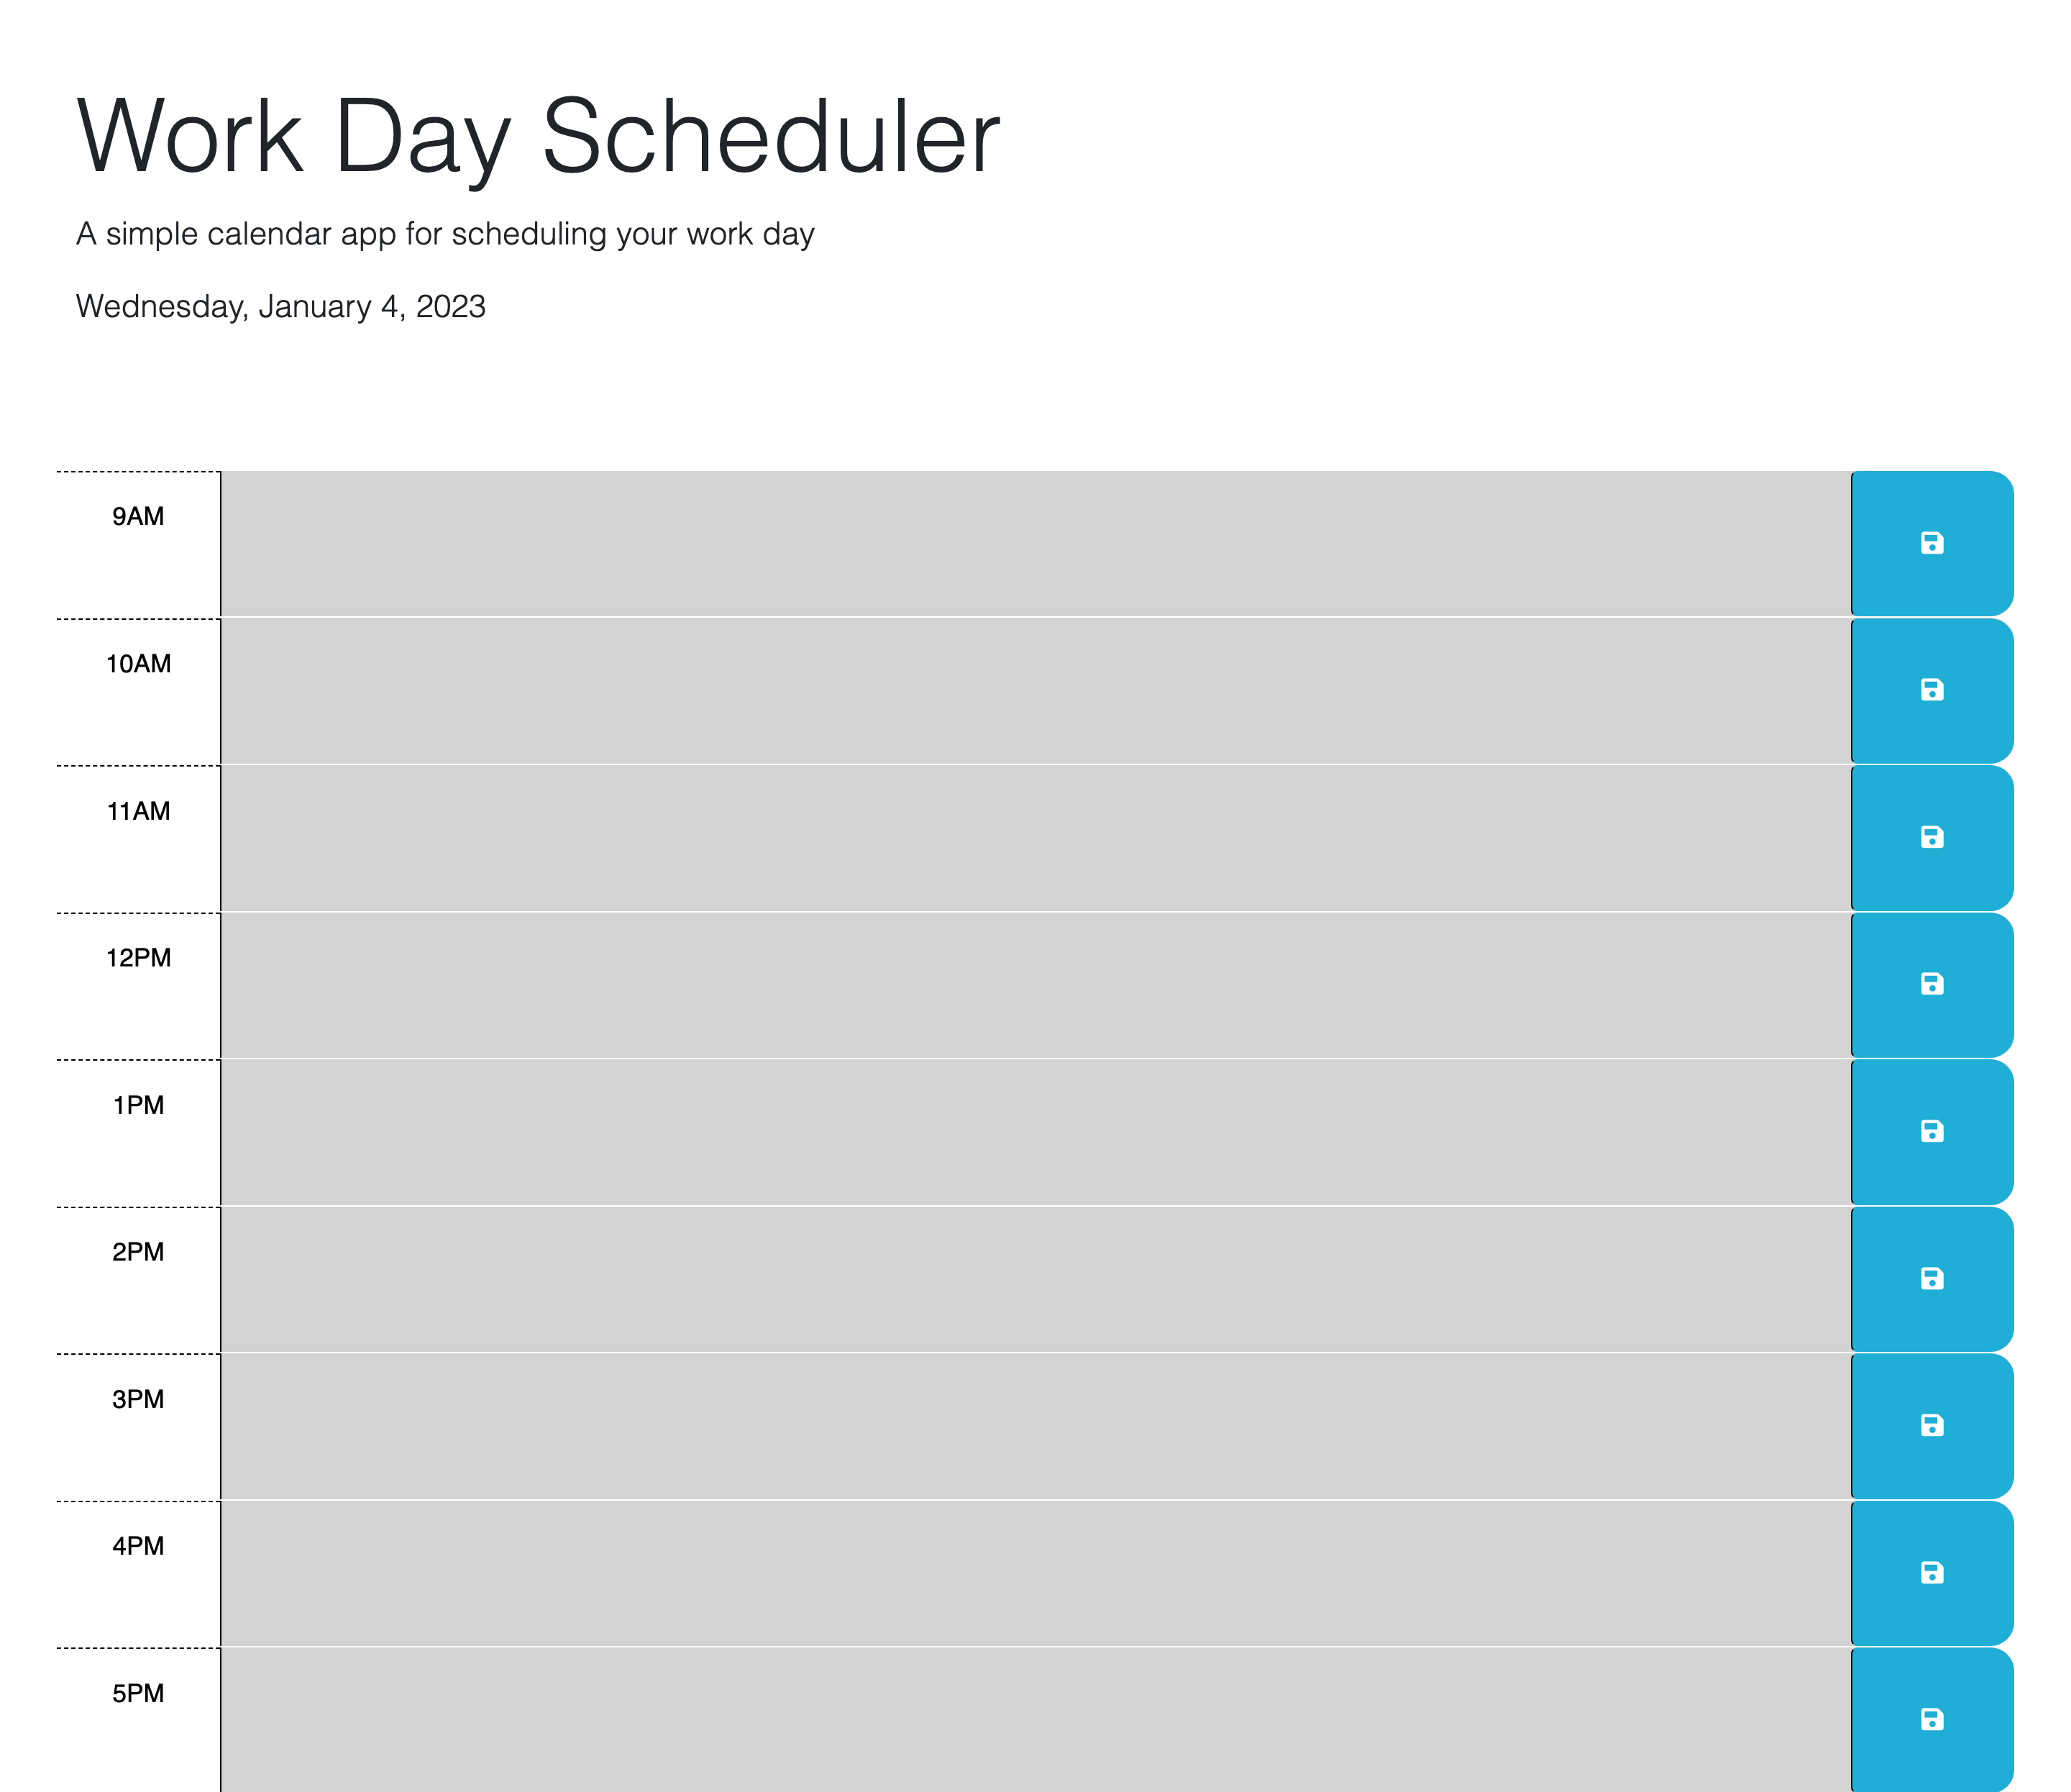 Work Day Scheduler
A simple calendar app for scheduling your work day
Wednesday, January 4, 2023
9AM
10AM
11AM
12PM
1PM
2PM
3PM
4PM
5PM